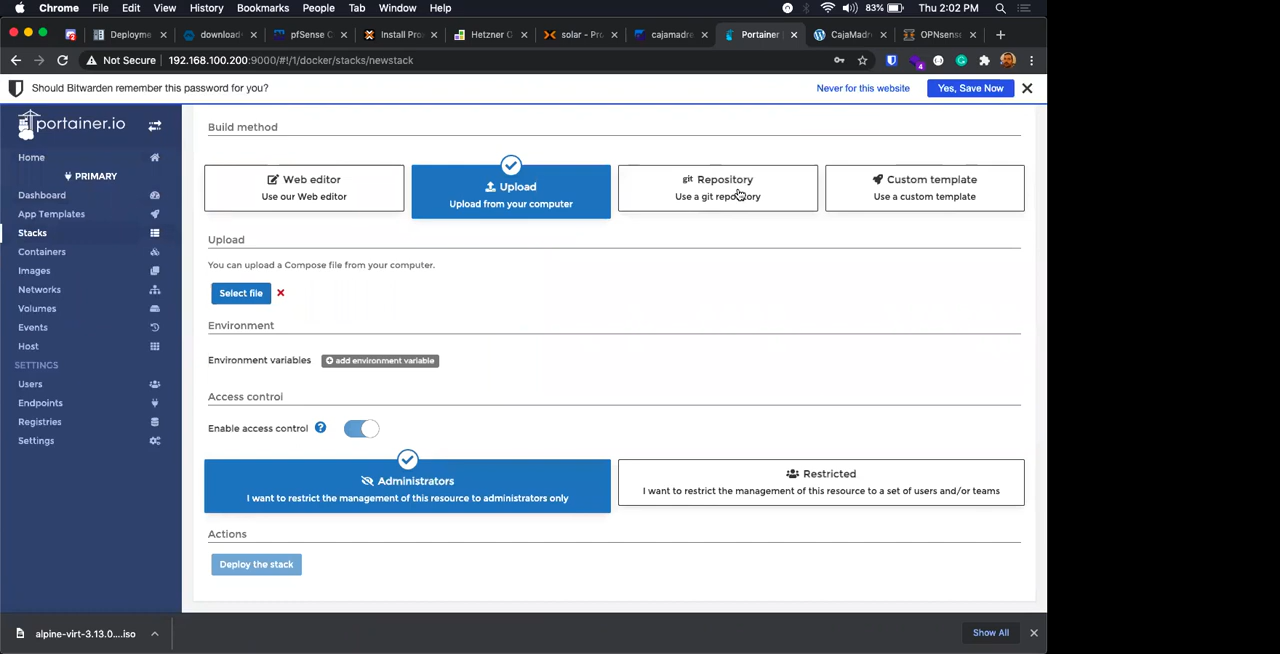 Chrome File Edit View History Bookmarks People Tab Window Help 83% Thu 2:02 PM
Deployme download- pfSense C Install Pro Hetzner C solar - Pro cajamadre Portainer CajaMadr OPNsens
Not Secure 192.168.100.200:9000/#!/1/docker/stacks/newstack 4
Should Bitwarden remember this password for you? Never for this website Yes, Save Now
portainer.io
Home
PRIMARY
Dashboard
App Templates
Stacks
Containers
Images
Networks
Volumes
Events
Host
SETTINGS
Users
Endpoints
Registries
Settings
Build method
Web editor
Use our Web editor
Upload
Upload from your computer
git Repository
Use a git repository
Custom template
Use a custom template
Upload
You can upload a Compose file from your computer.
Select file
Environment
Environment variables add environment variable
Access control
Enable access control ?
Administrators
I want to restrict the management of this resource to administrators only
Restricted
I want to restrict the management of this resource to a set of users and/or teams
Actions
Deploy the stack
alpine-virt-3.13.0....iso Show All